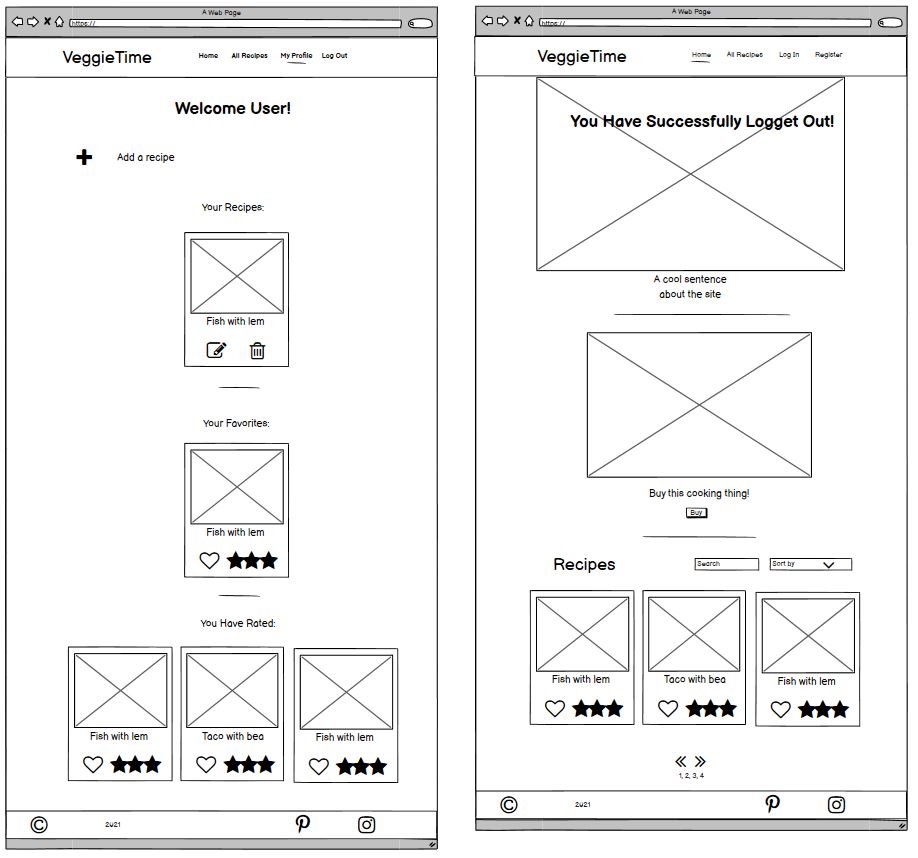 A Web Page
https://
VeggieTime
Home All Recipes My Profile Log Out
Welcome User!
Add a recipe
Your Recipes:
Fish with lem
Your Favorites:
Fish with lem
You Have Rated:
Fish with lem Taco with bea Fish with lem
© 2021
A Web Page
https://
VeggieTime
Home All Recipes Log In Register
You Have Successfully Logget Out!
A cool sentence
about the site
Buy this cooking thing!
Buy
Recipes Search Sort by
Fish with lem Taco with bea Fish with lem
1, 2, 3, 4
© 2021